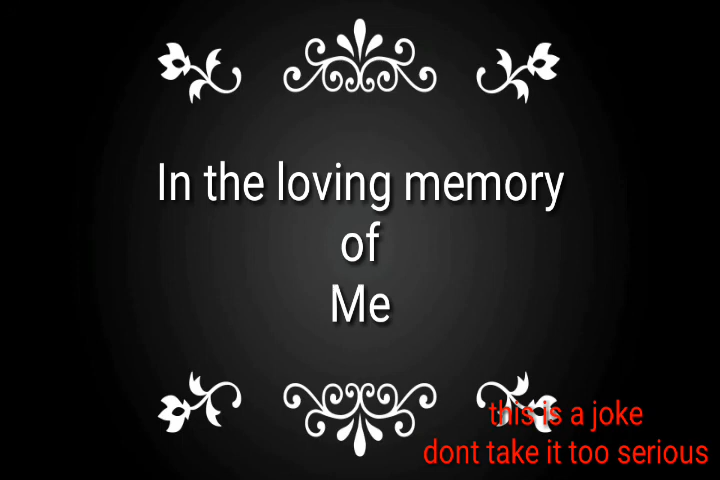 In the loving memory
of
Me
this is a joke
dont take it too serious